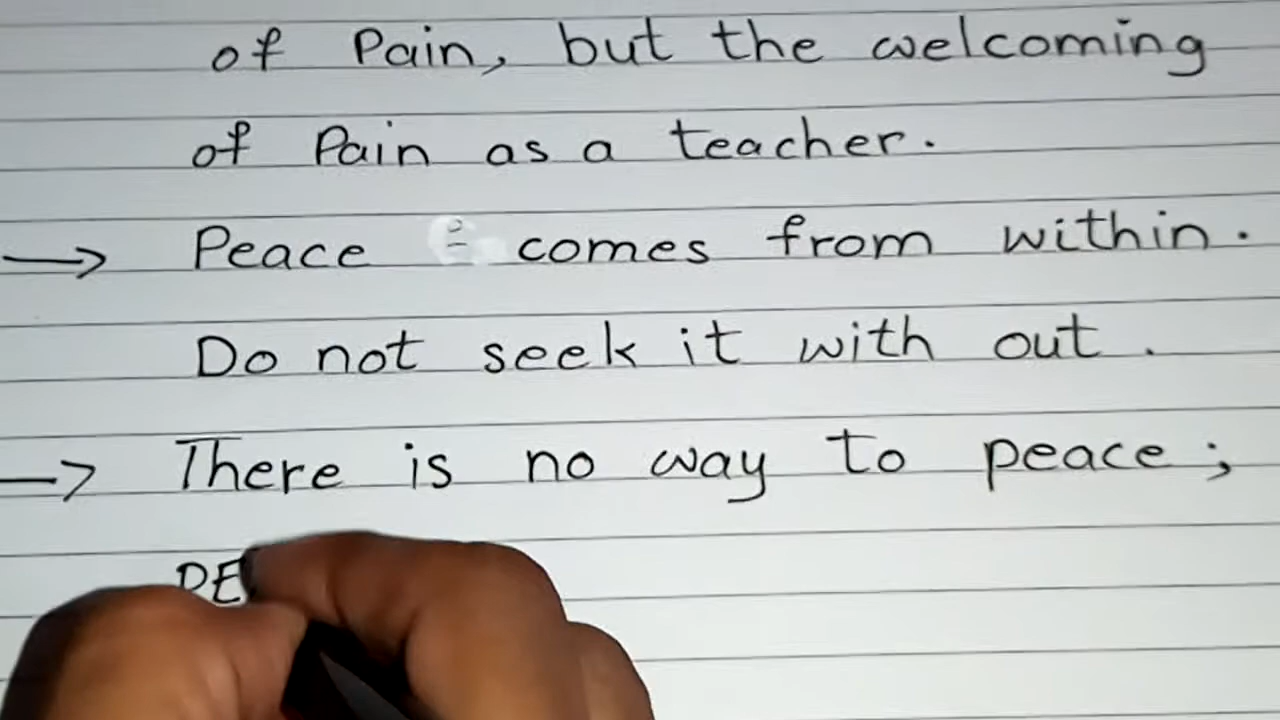 of Pain, but the welcoming
of Pain as a teacher.
→ Peace comes from within.
Do not seek it with out.
→ There is no way to peace;
PE